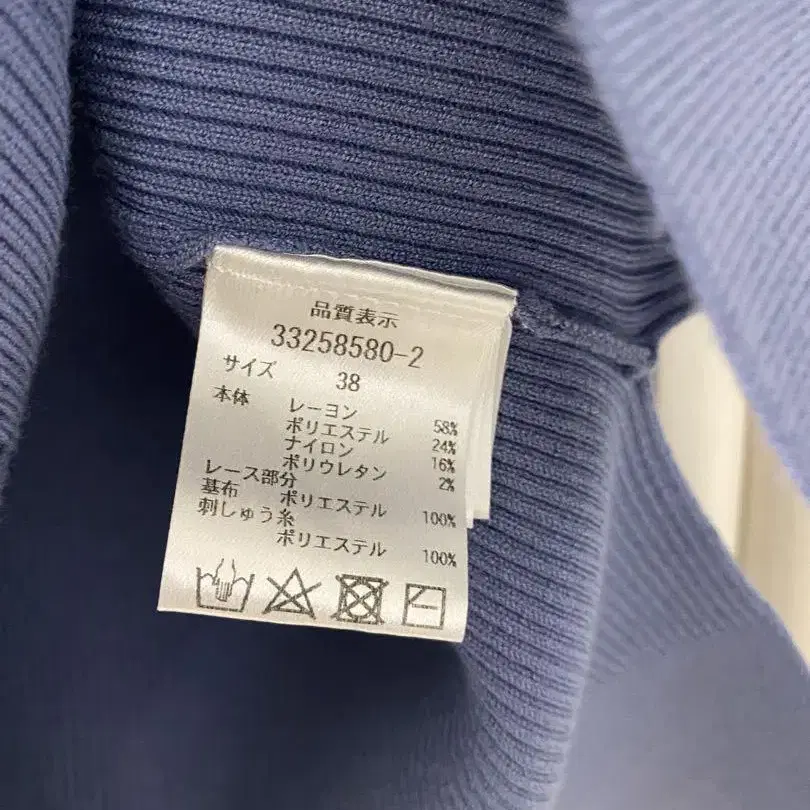 品質表示
33258580-2
サイズ 38
本体 レーヨン 58%
ポリエステル 24%
ナイロン 16%
ポリウレタン 2%
レース部分
基布 ポリエステル 100%
刺しゅう糸
ポリエステル 100%